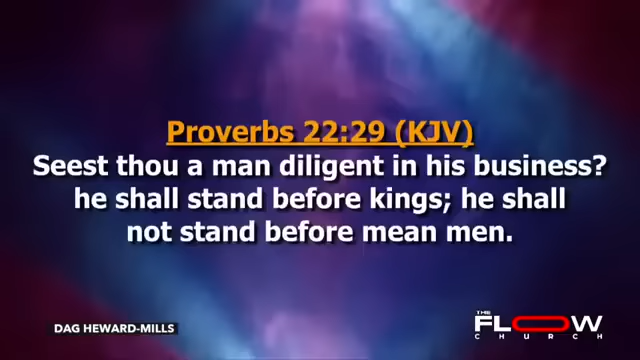 Proverbs 22:29 (KJV)
Seest thou a man diligent in his business?
he shall stand before kings; he shall
not stand before mean men.
DAG HEWARD-MILLS
THE
FLOW
CHURCH